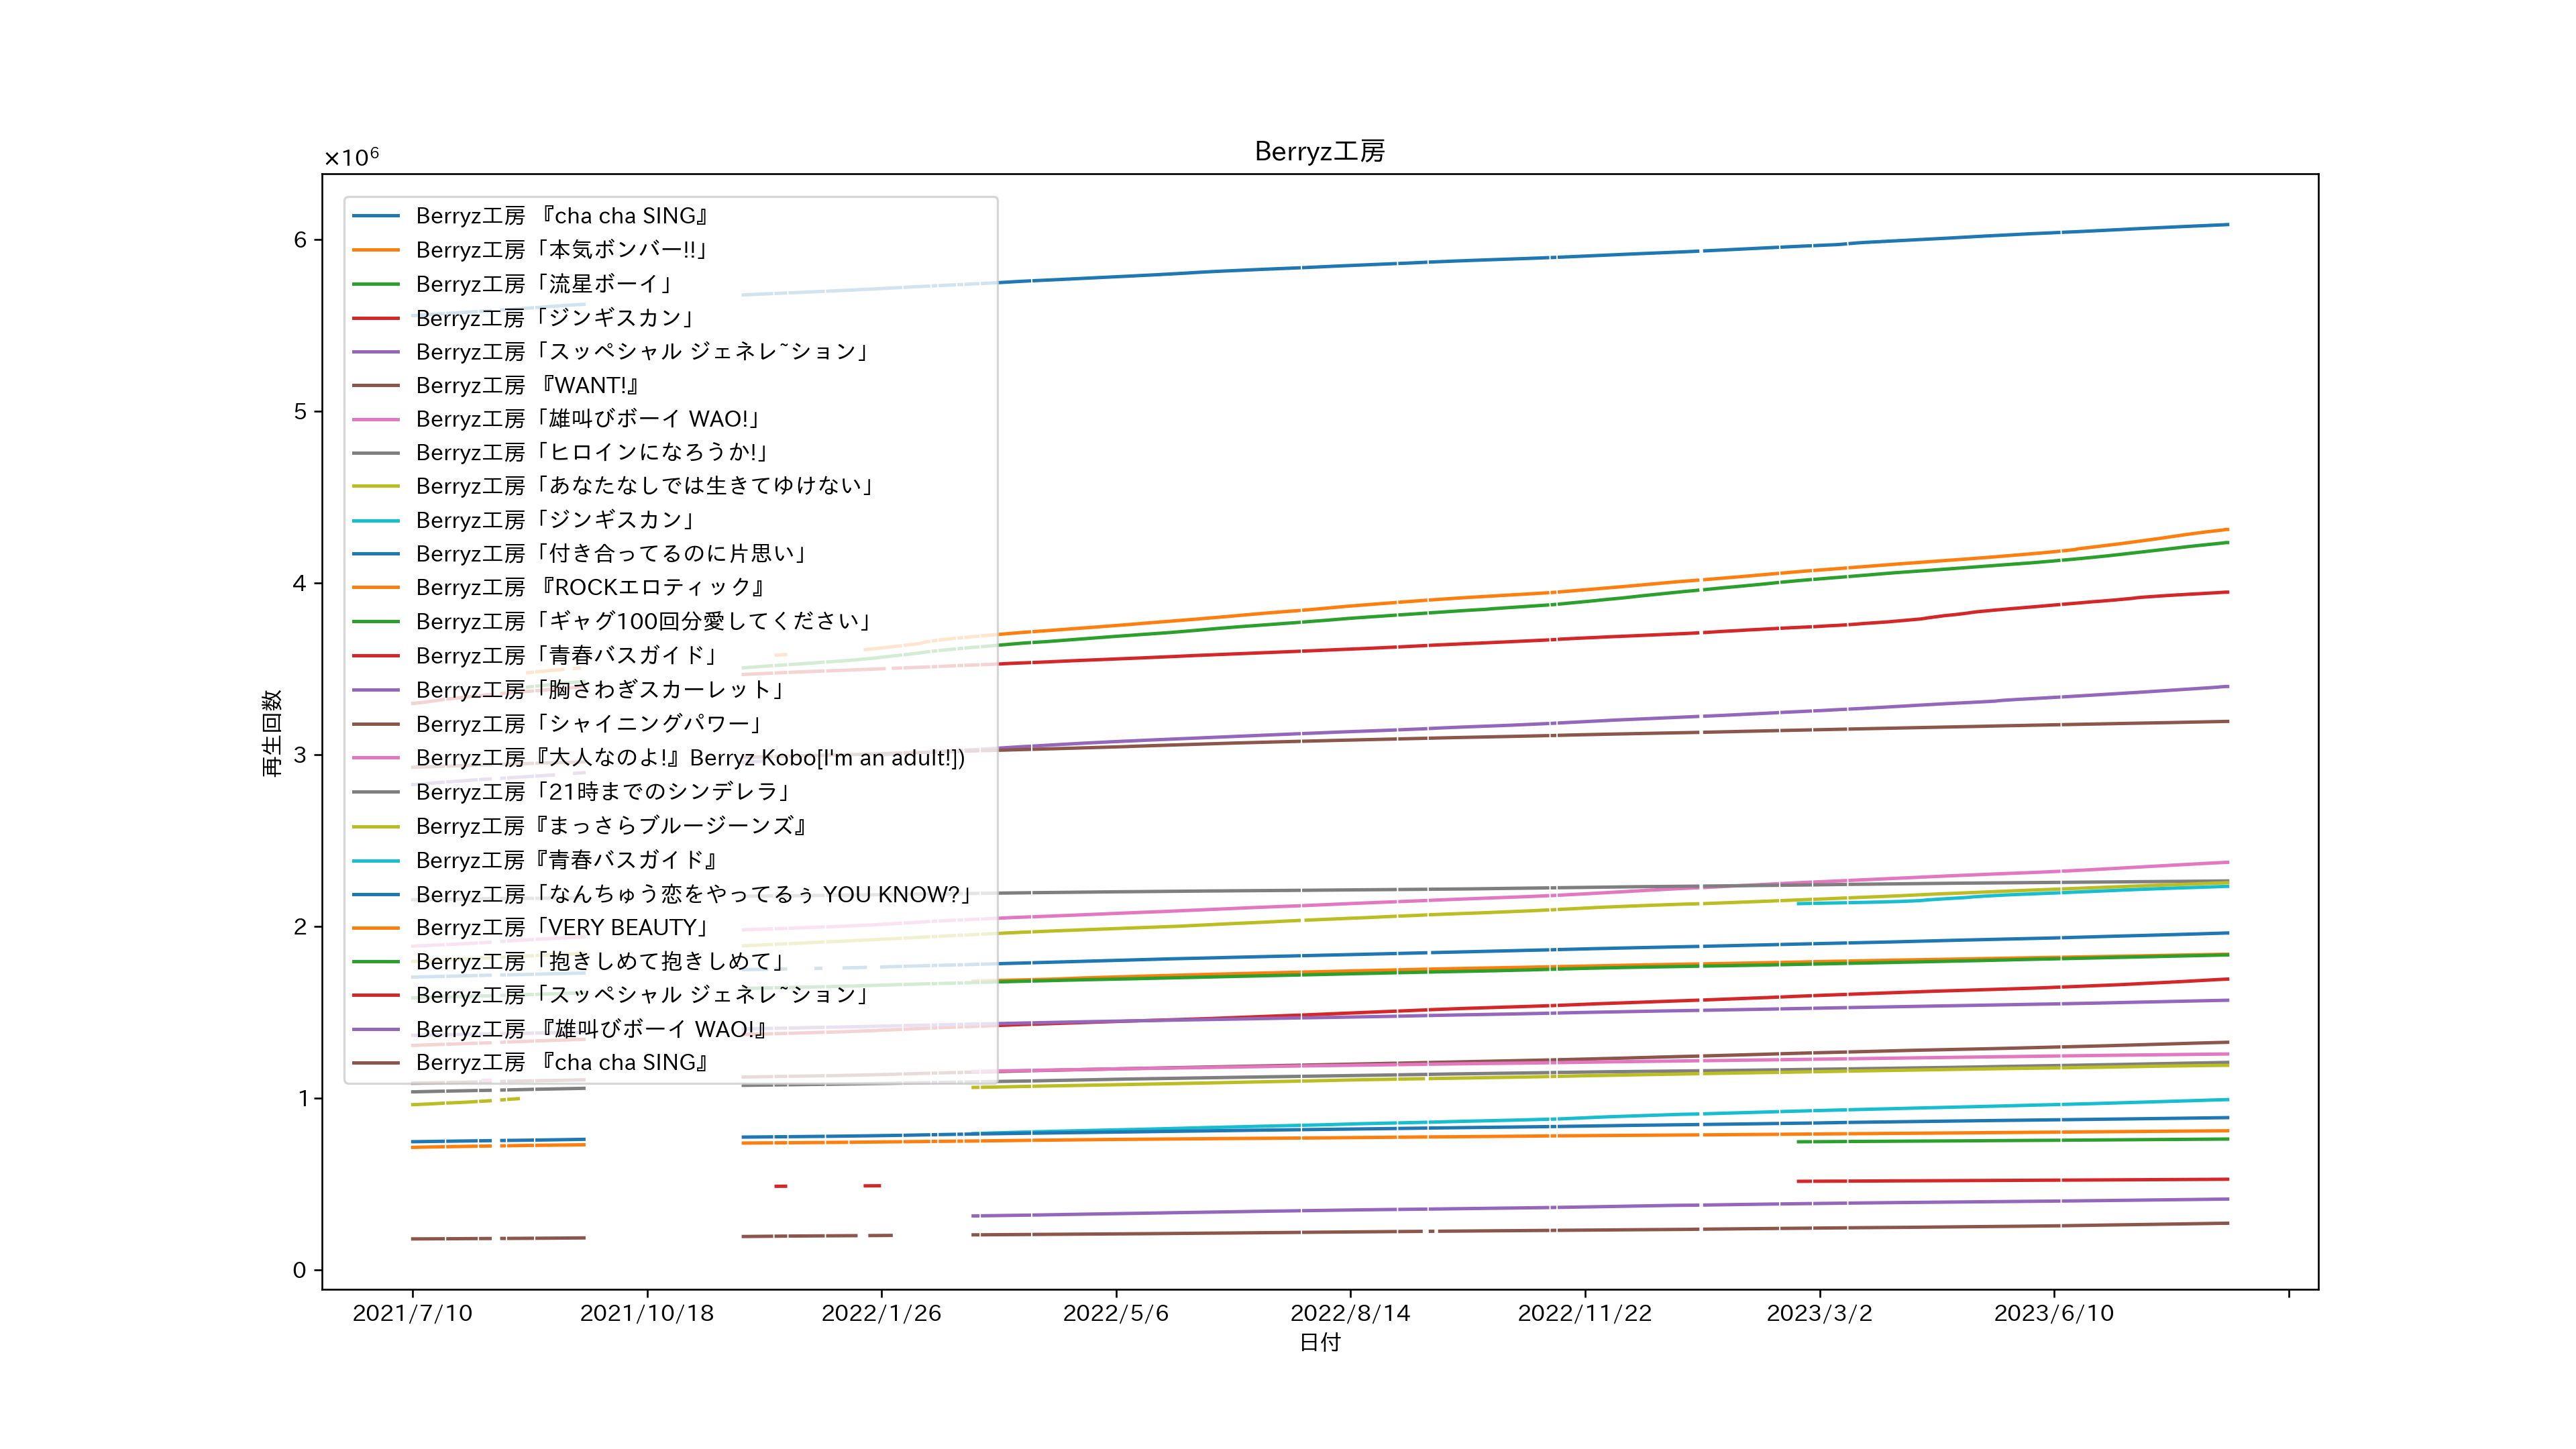 Berryz工房
×10⁶
Berryz工房 『cha cha SING』
Berryz工房「本気ボンバー!!」
Berryz工房「流星ボーイ」
Berryz工房「ジンギスカン」
Berryz工房「スッペシャル ジェネレ~ション」
Berryz工房 『WANT!』
Berryz工房「雄叫びボーイ WAO!」
Berryz工房「ヒロインになろうか!」
Berryz工房「あなたなしでは生きてゆけない」
Berryz工房「ジンギスカン」
Berryz工房「付き合ってるのに片思い」
Berryz工房 『ROCKエロティック』
Berryz工房「ギャグ100回分愛してください」
Berryz工房「青春バスガイド」
Berryz工房「胸さわぎスカーレット」
Berryz工房「シャイニングパワー」
Berryz工房『大人なのよ!』Berryz Kobo[I'm an adult!])
Berryz工房「21時までのシンデレラ」
Berryz工房『まっさらブルージーンズ』
Berryz工房『青春バスガイド』
Berryz工房「なんちゅう恋をやってるぅ YOU KNOW?」
Berryz工房「VERY BEAUTY」
Berryz工房「抱きしめて抱きしめて」
Berryz工房「スッペシャル ジェネレ~ション」
Berryz工房 『雄叫びボーイ WAO!』
Berryz工房 『cha cha SING』
6
5
4
3
2
1
0
再生回数
2021/7/10
2021/10/18
2022/1/26
2022/5/6
2022/8/14
2022/11/22
2023/3/2
2023/6/10
日付